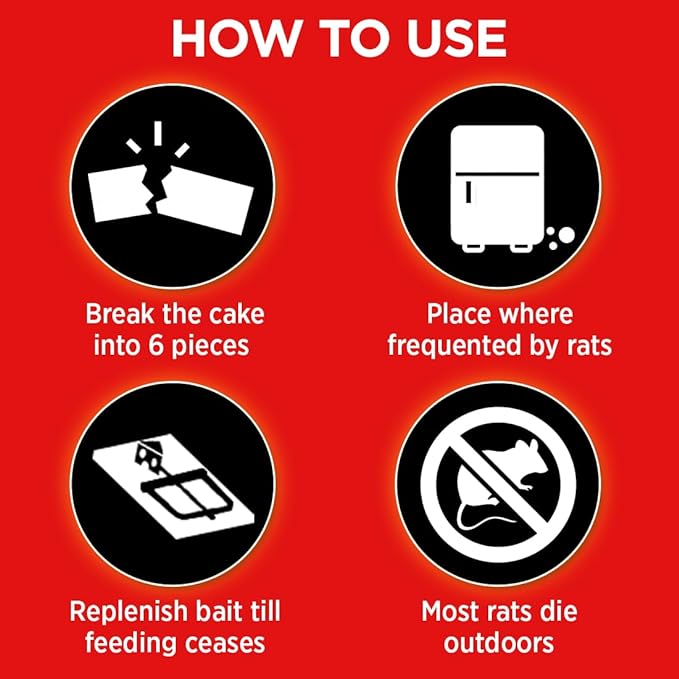 HOW TO USE
Break the cake
into 6 pieces
Place where
frequented by rats
Replenish bait till
feeding ceases
Most rats die
outdoors